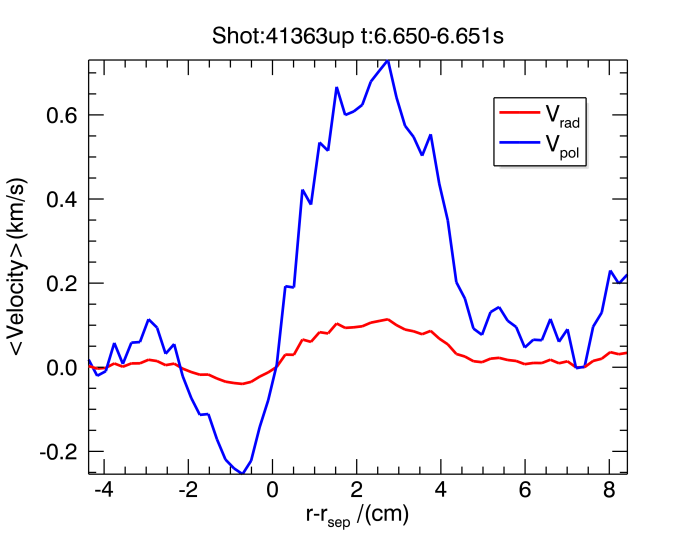 Shot:41363up t:6.650-6.651s
<Velocity>(km/s)
0.6
0.4
0.2
0.0
-0.2
V_rad
V_pol
-4 -2 0 2 4 6 8
r-r_sep /(cm)